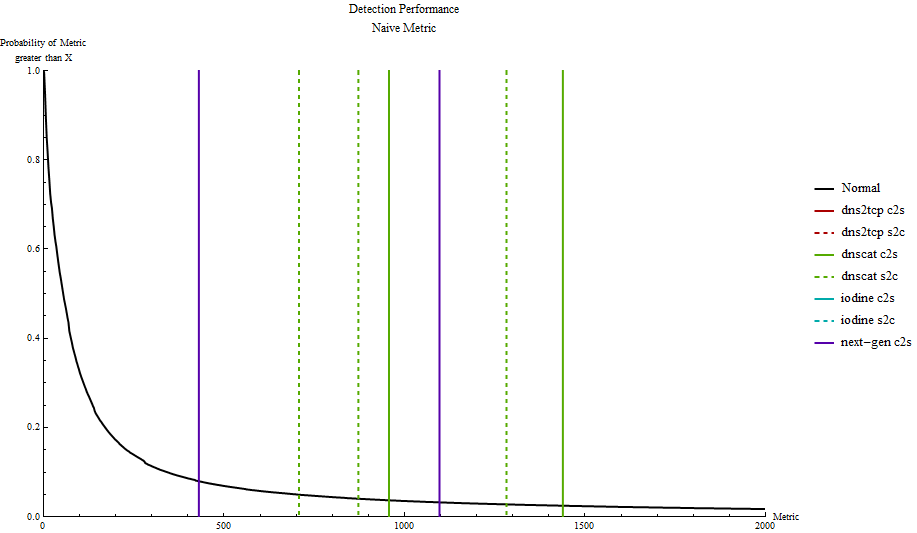 Detection Performance
Naive Metric
Probability of Metric
greater than X
1.0
0.8
0.6
0.4
0.2
0.0
0
500
1000
1500
2000
Metric
Normal
dns2tcp c2s
dns2tcp s2c
dnscat c2s
dnscat s2c
iodine c2s
iodine s2c
next-gen c2s